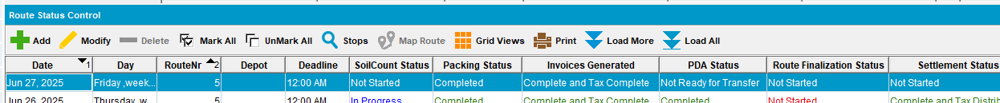 Route Status Control
Add Modify Delete Mark All UnMark All Stops Map Route Grid Views Print Load More Load All
Date 1 Day RouteNr 2 Depot Deadline SoilCount Status Packing Status Invoices Generated PDA Status Route Finalization Status Settlement Status
Jun 27, 2025 Friday ,week... 5 12:00 AM Not Started Completed Complete and Tax Complete Not Ready for Transfer Not Started Not Started
Jun 26, 2025 Thursday ,w... 5 12:00 AM In Progress Completed Complete and Tax Complete Completed Not Started Complete and Tax Distrib